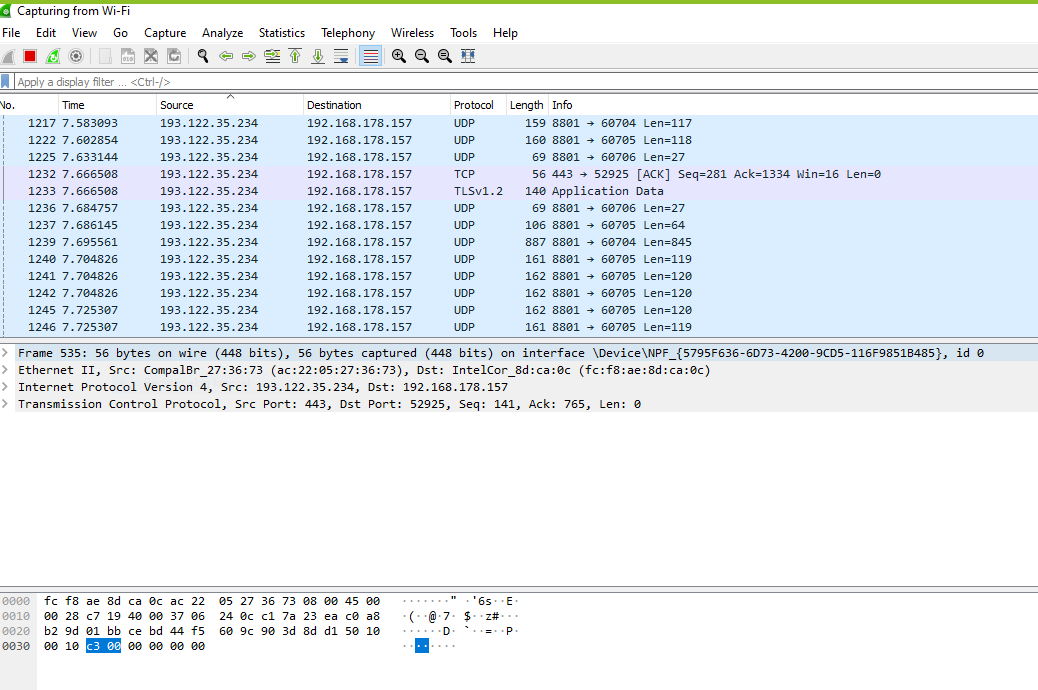 Capturing from Wi-Fi
File Edit View Go Capture Analyze Statistics Telephony Wireless Tools Help
Apply a display filter ... <Ctrl-/>
No. Time Source Destination Protocol Length Info
1217 7.583093 193.122.35.234 192.168.178.157 UDP 159 8801 → 60704 Len=117
1222 7.602854 193.122.35.234 192.168.178.157 UDP 160 8801 → 60705 Len=118
1225 7.633144 193.122.35.234 192.168.178.157 UDP 69 8801 → 60706 Len=27
1232 7.666508 193.122.35.234 192.168.178.157 TCP 56 443 → 52925 [ACK] Seq=281 Ack=1334 Win=16 Len=0
1233 7.666508 193.122.35.234 192.168.178.157 TLSv1.2 140 Application Data
1236 7.684757 193.122.35.234 192.168.178.157 UDP 69 8801 → 60706 Len=27
1237 7.686145 193.122.35.234 192.168.178.157 UDP 106 8801 → 60705 Len=64
1239 7.695561 193.122.35.234 192.168.178.157 UDP 887 8801 → 60704 Len=845
1240 7.704826 193.122.35.234 192.168.178.157 UDP 161 8801 → 60705 Len=119
1241 7.704826 193.122.35.234 192.168.178.157 UDP 162 8801 → 60705 Len=120
1242 7.704826 193.122.35.234 192.168.178.157 UDP 162 8801 → 60705 Len=120
1245 7.725307 193.122.35.234 192.168.178.157 UDP 162 8801 → 60705 Len=120
1246 7.725307 193.122.35.234 192.168.178.157 UDP 161 8801 → 60705 Len=119
Frame 535: 56 bytes on wire (448 bits), 56 bytes captured (448 bits) on interface \Device\NPF_{5795F636-6D73-4200-9CD5-116F9851B485}, id 0
Ethernet II, Src: CompalBr_27:36:73 (ac:22:05:27:36:73), Dst: IntelCor_8d:ca:0c (fc:f8:ae:8d:ca:0c)
Internet Protocol Version 4, Src: 193.122.35.234, Dst: 192.168.178.157
Transmission Control Protocol, Src Port: 443, Dst Port: 52925, Seq: 141, Ack: 765, Len: 0
0000 fc f8 ae 8d ca 0c ac 22 05 27 36 73 08 00 45 00 ·······" ·'6s··E·
0010 00 28 c7 19 40 00 37 06 24 0c c1 7a 23 ea c0 a8 ·(··@·7· $··z#···
0020 b2 9d 01 bb ce bd 44 f5 60 9c 90 3d 8d d1 50 10 ······D· `··=··P·
0030 00 10 c3 00 00 00 00 00 ········